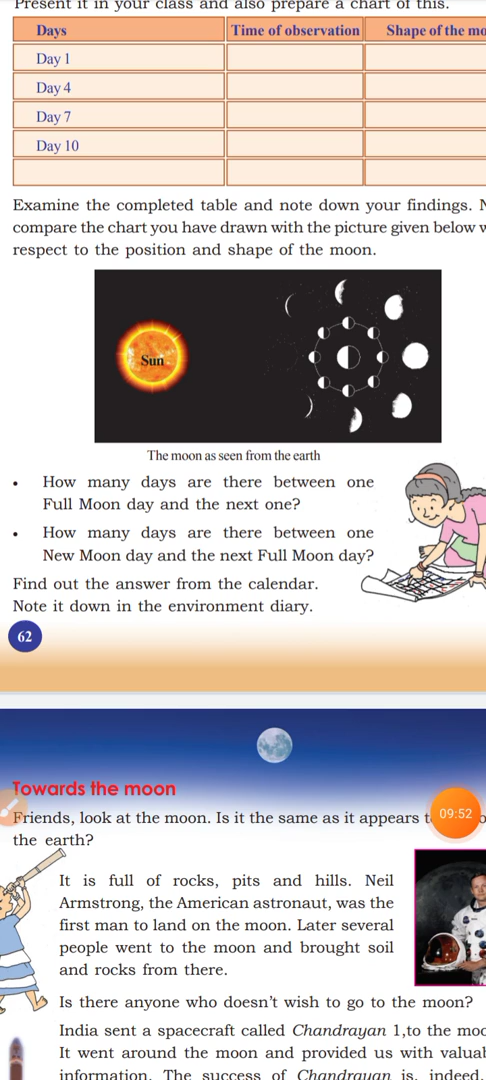 Present it in your class and also prepare a chart of this.
Days Time of observation Shape of the
Day 1
Day 4
Day 7
Day 10
Examine the completed table and note down your findings.
compare the chart you have drawn with the picture given below
respect to the position and shape of the moon.
Sun
The moon as seen from the earth
• How many days are there between one
Full Moon day and the next one?
• How many days are there between one
New Moon day and the next Full Moon day?
Find out the answer from the calendar.
Note it down in the environment diary.
62
Towards the moon
Friends, look at the moon. Is it the same as it appears
09:52
the earth?
It is full of rocks, pits and hills. Neil
Armstrong, the American astronaut, was the
first man to land on the moon. Later several
people went to the moon and brought soil
and rocks from there.
Is there anyone who doesn't wish to go to the moon?
India sent a spacecraft called Chandrayan 1,to the
It went around the moon and provided us with
information. The success of Chandrayan is, indeed,